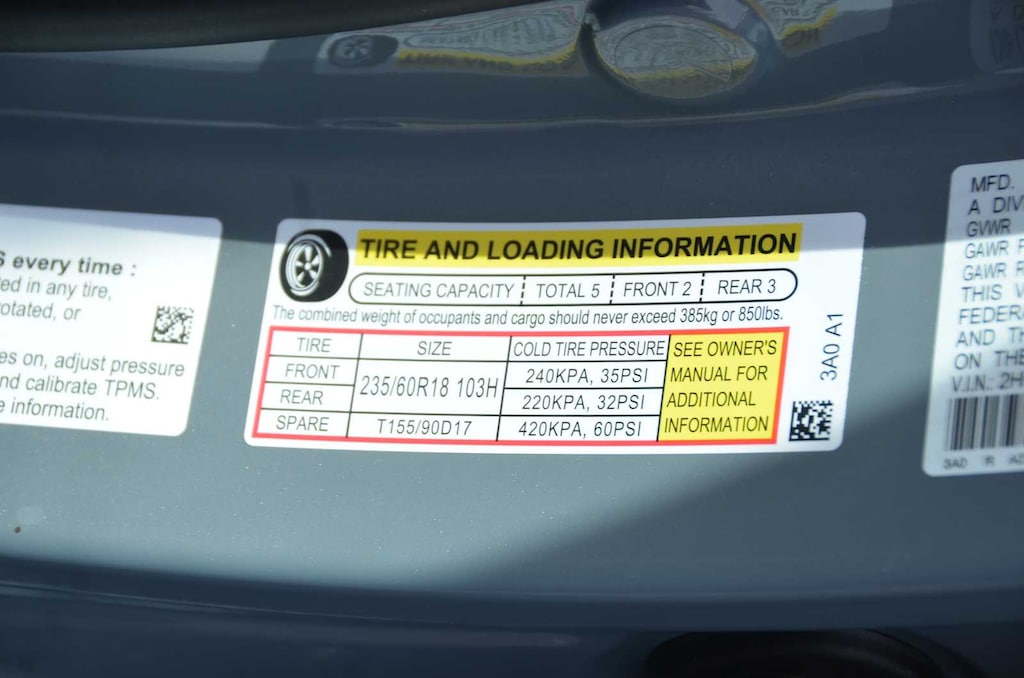 S every time :
ed in any tire,
otated, or
es on, adjust pressure
nd calibrate TPMS.
e information.
TIRE AND LOADING INFORMATION
SEATING CAPACITY TOTAL 5 FRONT 2 REAR 3
The combined weight of occupants and cargo should never exceed 385kg or 850lbs.
TIRE SIZE COLD TIRE PRESSURE
FRONT 235/60R18 103H 240KPA, 35PSI
REAR 220KPA, 32PSI
SPARE T155/90D17 420KPA, 60PSI
SEE OWNER'S
MANUAL FOR
ADDITIONAL
INFORMATION
3A0 A1
MFD.
A DIV
GVWR
GAWR F
GAWR R
THIS V
FEDERA
AND TH
ON THE
V.I.N.: 2H
3A0 R